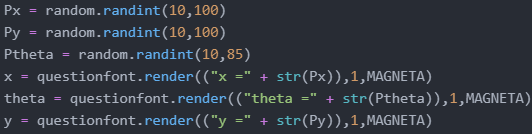 Px = random.randint(10,100)
Py = random.randint(10,100)
Ptheta = random.randint(10,85)
x = questionfont.render(("x =" + str(Px)),1,MAGNETA)
theta = questionfont.render(("theta =" + str(Ptheta)),1,MAGNETA)
y = questionfont.render(("y =" + str(Py)),1,MAGNETA)